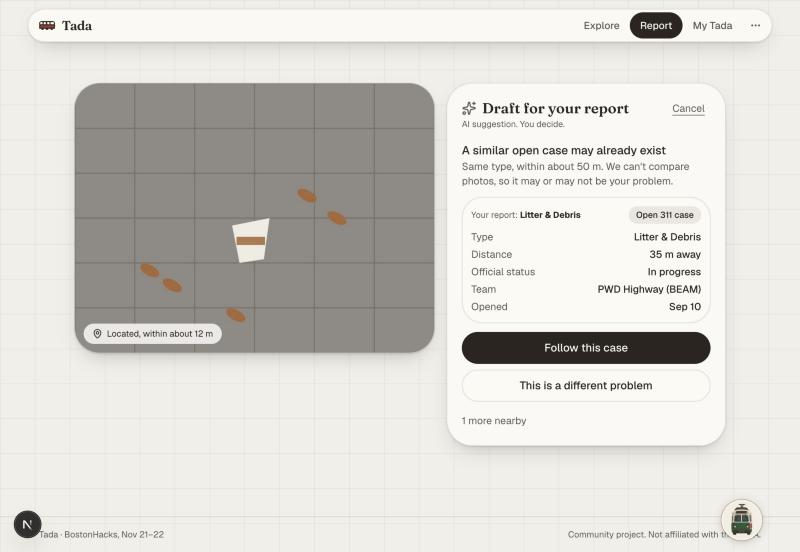 Tada
Explore
Report
My Tada
Draft for your report
Cancel
AI suggestion. You decide.
A similar open case may already exist
Same type, within about 50 m. We can't compare
photos, so it may or may not be your problem.
Your report: Litter & Debris
Open 311 case
Type
Litter & Debris
Distance
35 m away
Official status
In progress
Team
PWD Highway (BEAM)
Opened
Sep 10
Located, within about 12 m
Follow this case
This is a different problem
1 more nearby
N
Tada · BostonHacks, Nov 21–22
Community project. Not affiliated with